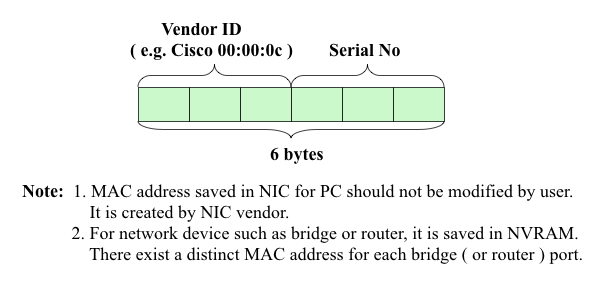 Vendor ID
( e.g. Cisco 00:00:0c )
Serial No
6 bytes
Note: 1. MAC address saved in NIC for PC should not be modified by user.
It is created by NIC vendor.
2. For network device such as bridge or router, it is saved in NVRAM.
There exist a distinct MAC address for each bridge ( or router ) port.